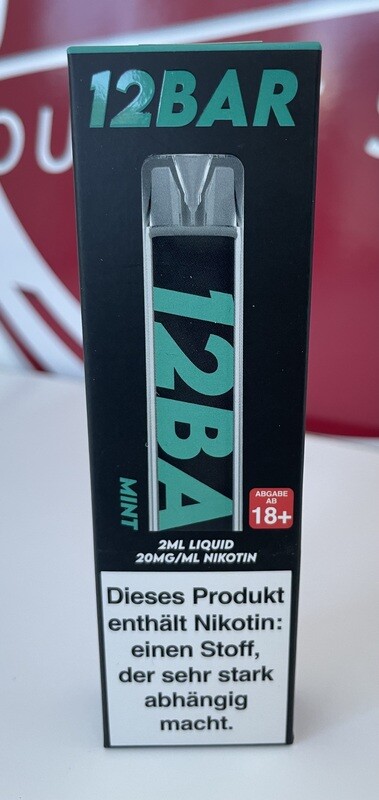 12BAR
12BA
MINT
ABGABE
AB
18+
2ML LIQUID
20MG/ML NIKOTIN
Dieses Produkt
enthält Nikotin:
einen Stoff,
der sehr stark
abhängig
macht.